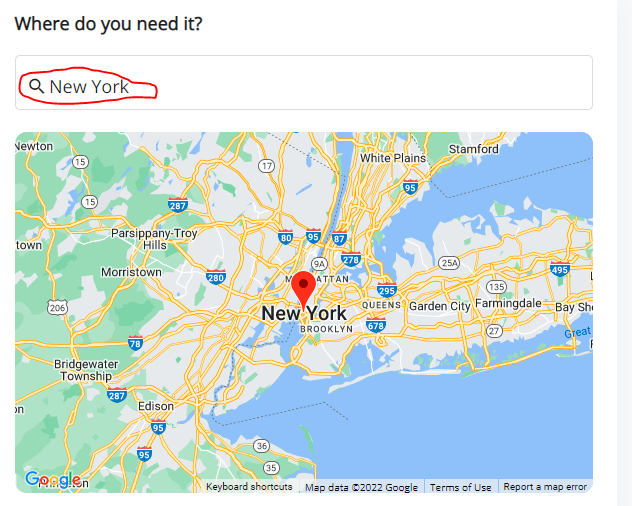 Where do you need it?
New York
Newton
Stamford
White Plains
15
17
95
15
287
Parsippany-Troy
Hills
80
95
87
town
278
9A
25A
495
Morristown
280
MANHATTAN
295
135
206
New York
QUEENS
Garden City
Farmingdale
Bay Sh
BROOKLYN
678
27
Great
78
Bridgewater
Township
287
Edison
on
95
36
95
35
Google
Keyboard shortcuts
Map data ©2022 Google
Terms of Use
Report a map error